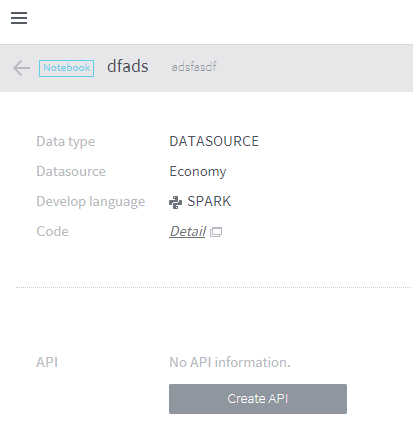 Notebook dfads adsfasdf
Data type DATASOURCE
Datasource Economy
Develop language SPARK
Code Detail
API No API information.
Create API